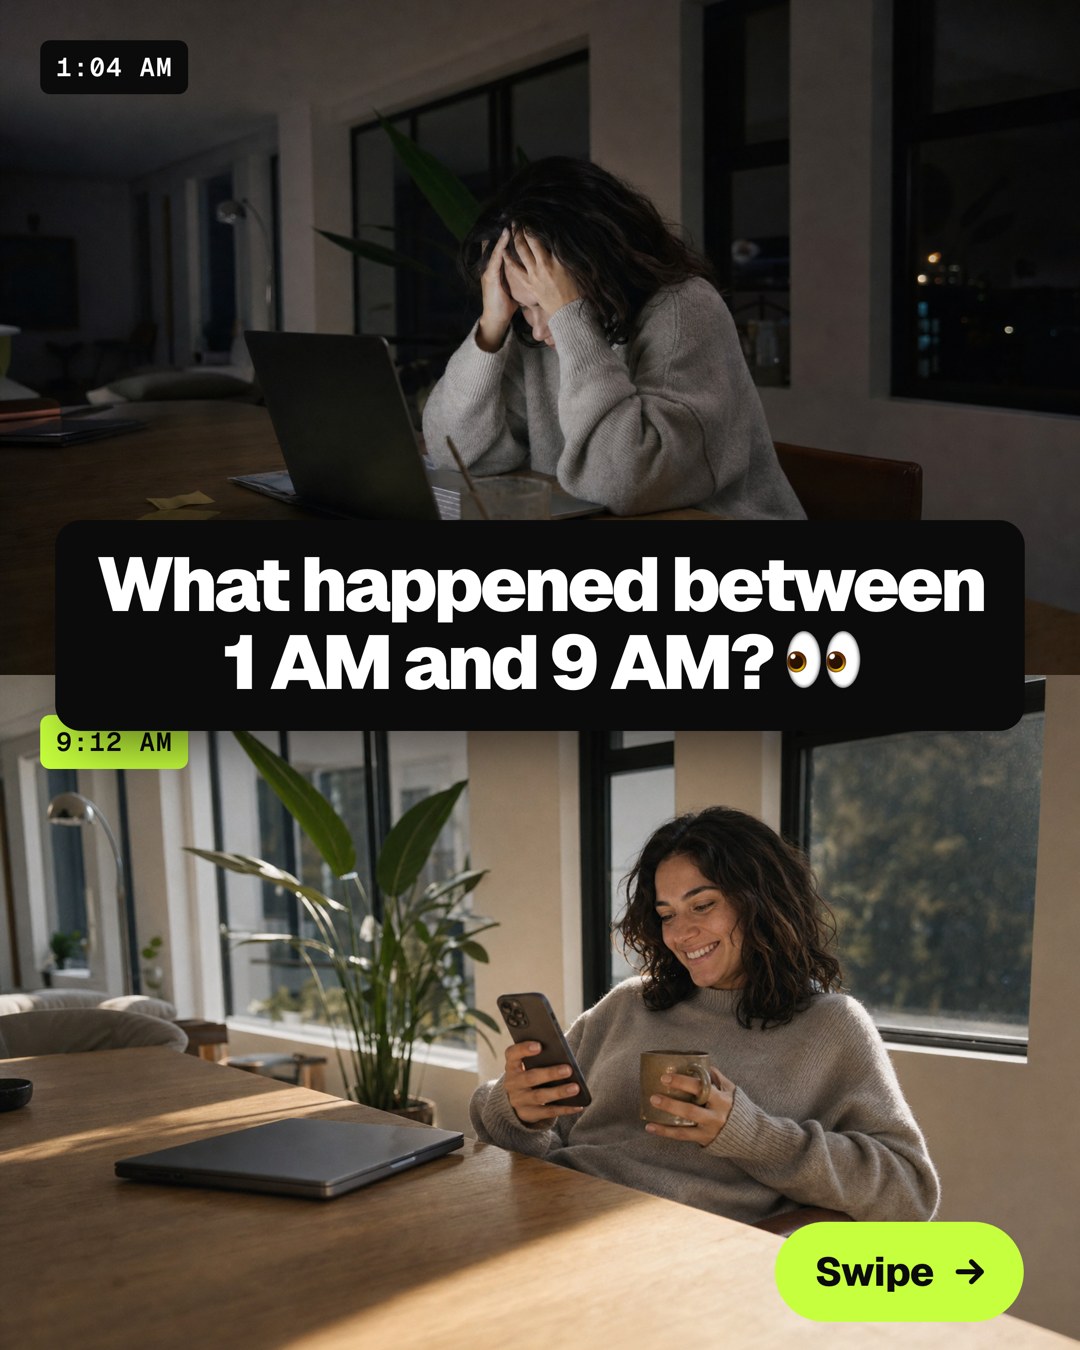 1:04 AM
What happened between
1 AM and 9 AM? 👀
9:12 AM
Swipe →